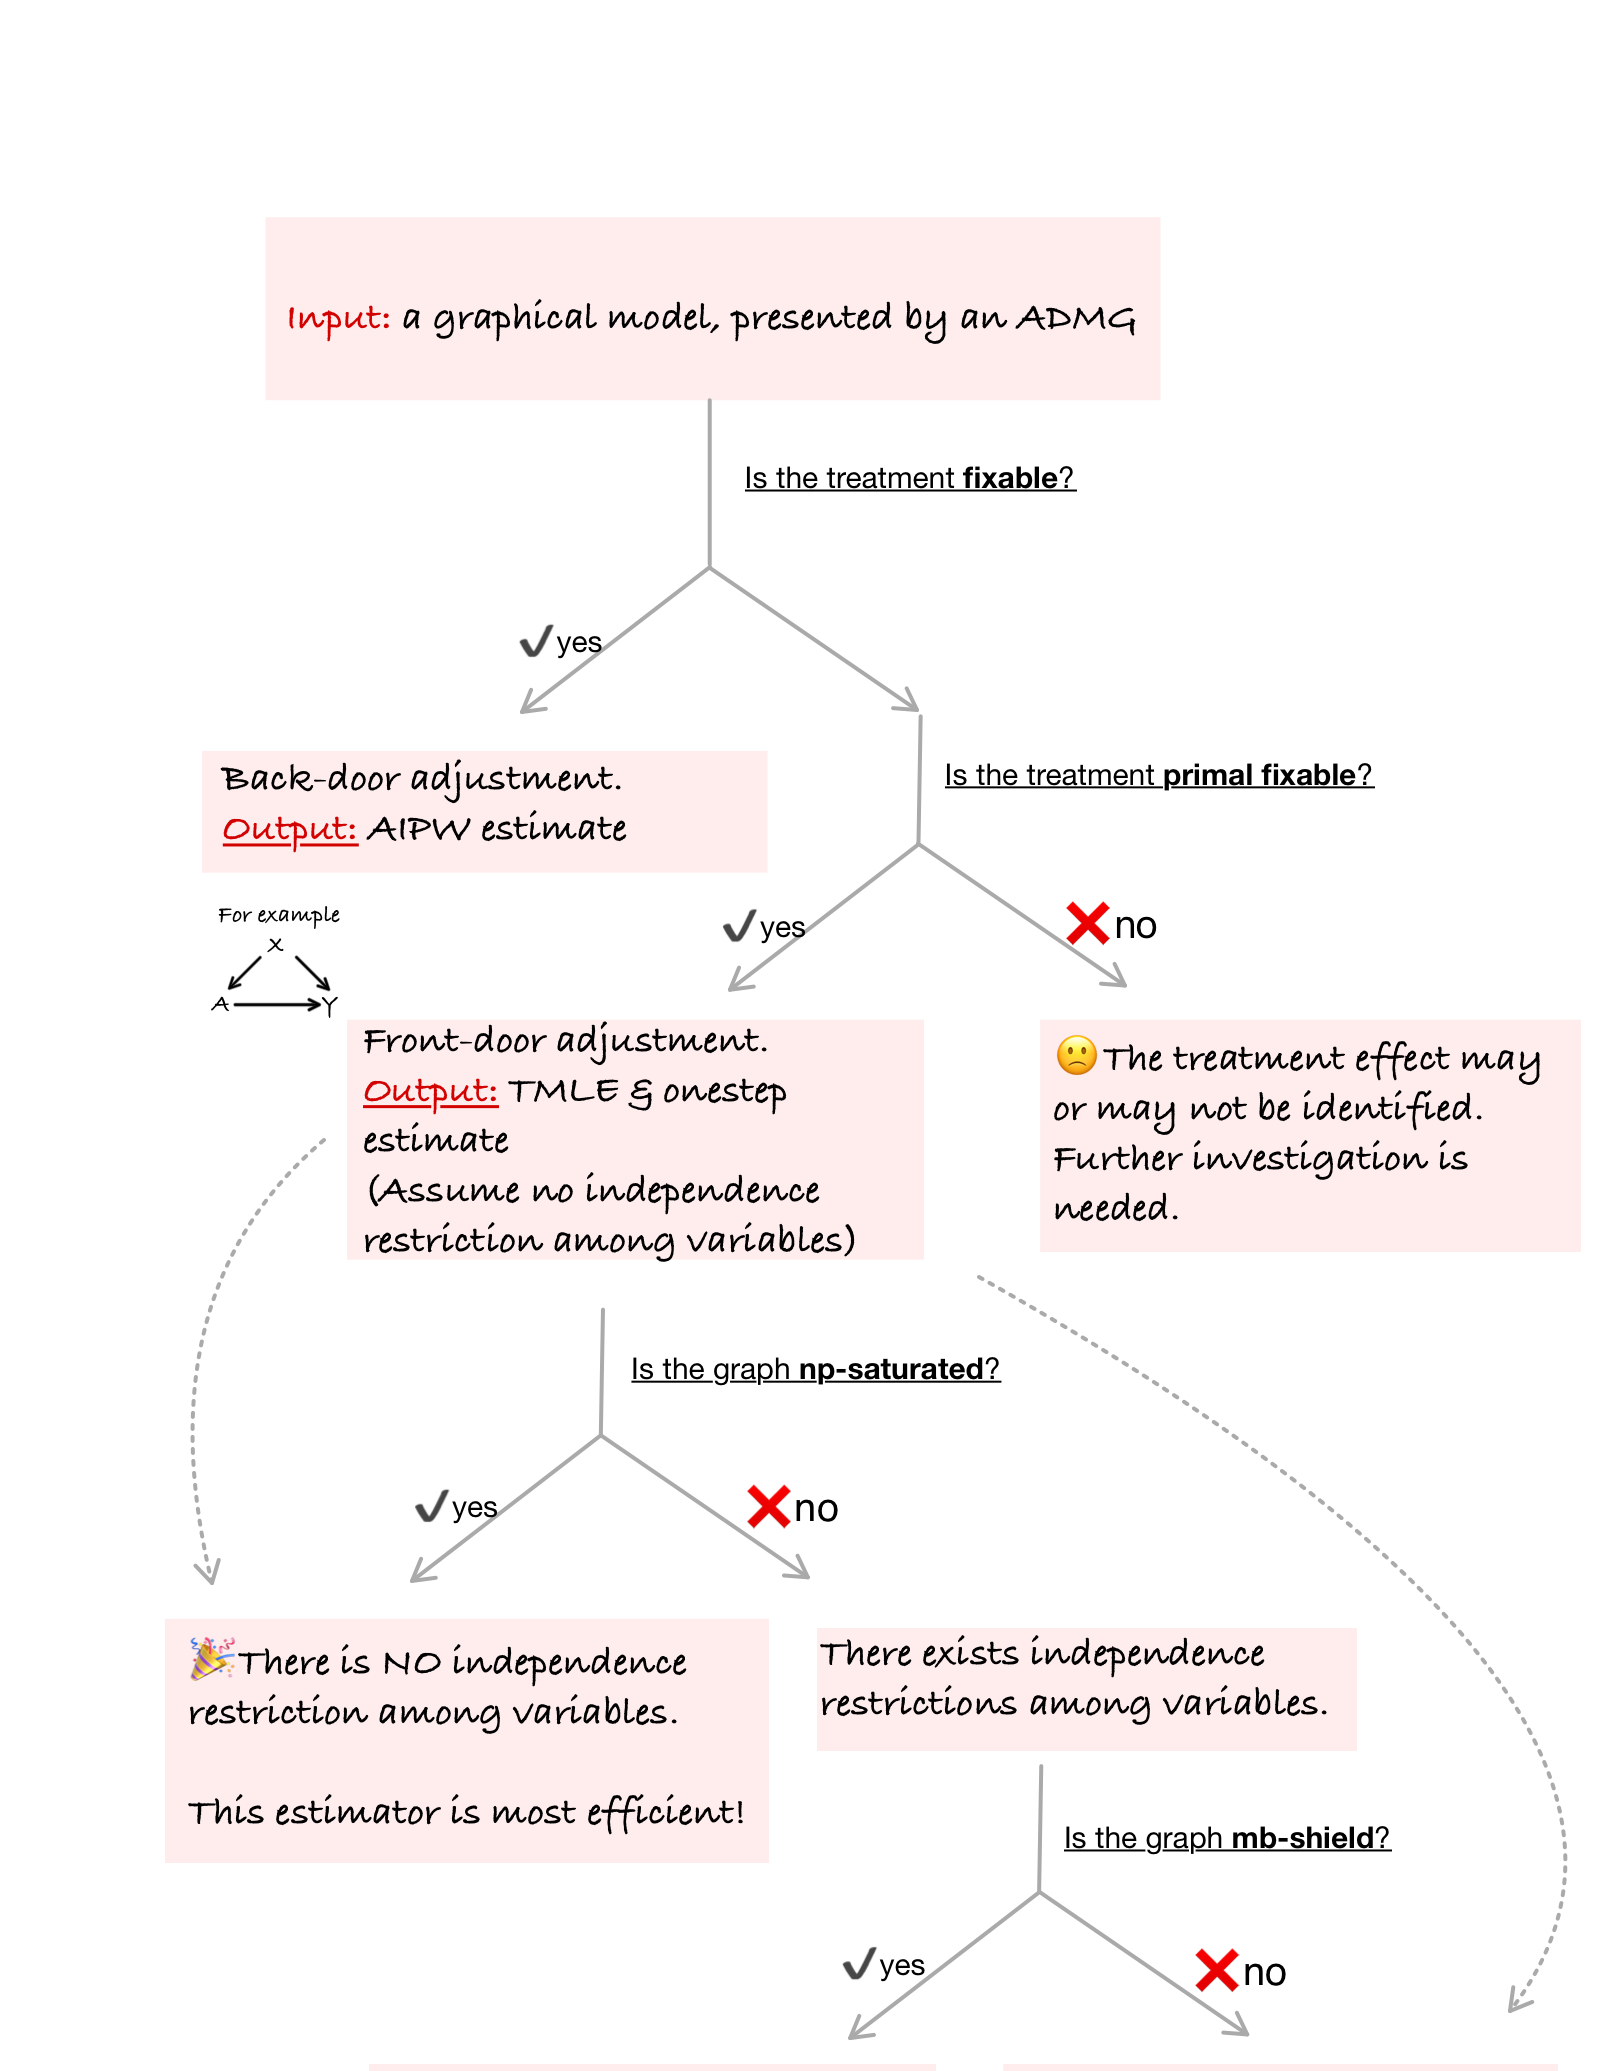 Input: a graphical model, presented by an ADMG
Is the treatment fixable?
✔yes
Back-door adjustment.
Output: AIPW estimate
Is the treatment primal fixable?
For example
X
A
Y
✔yes
❌no
Front-door adjustment.
Output: TMLE & onestep
estimate
(Assume no independence
restriction among variables)
🙁The treatment effect may
or may not be identified.
Further investigation is
needed.
Is the graph np-saturated?
✔yes
❌no
🎉There is NO independence
restriction among variables.
This estimator is most efficient!
There exists independence
restrictions among variables.
Is the graph mb-shield?
✔yes
❌no